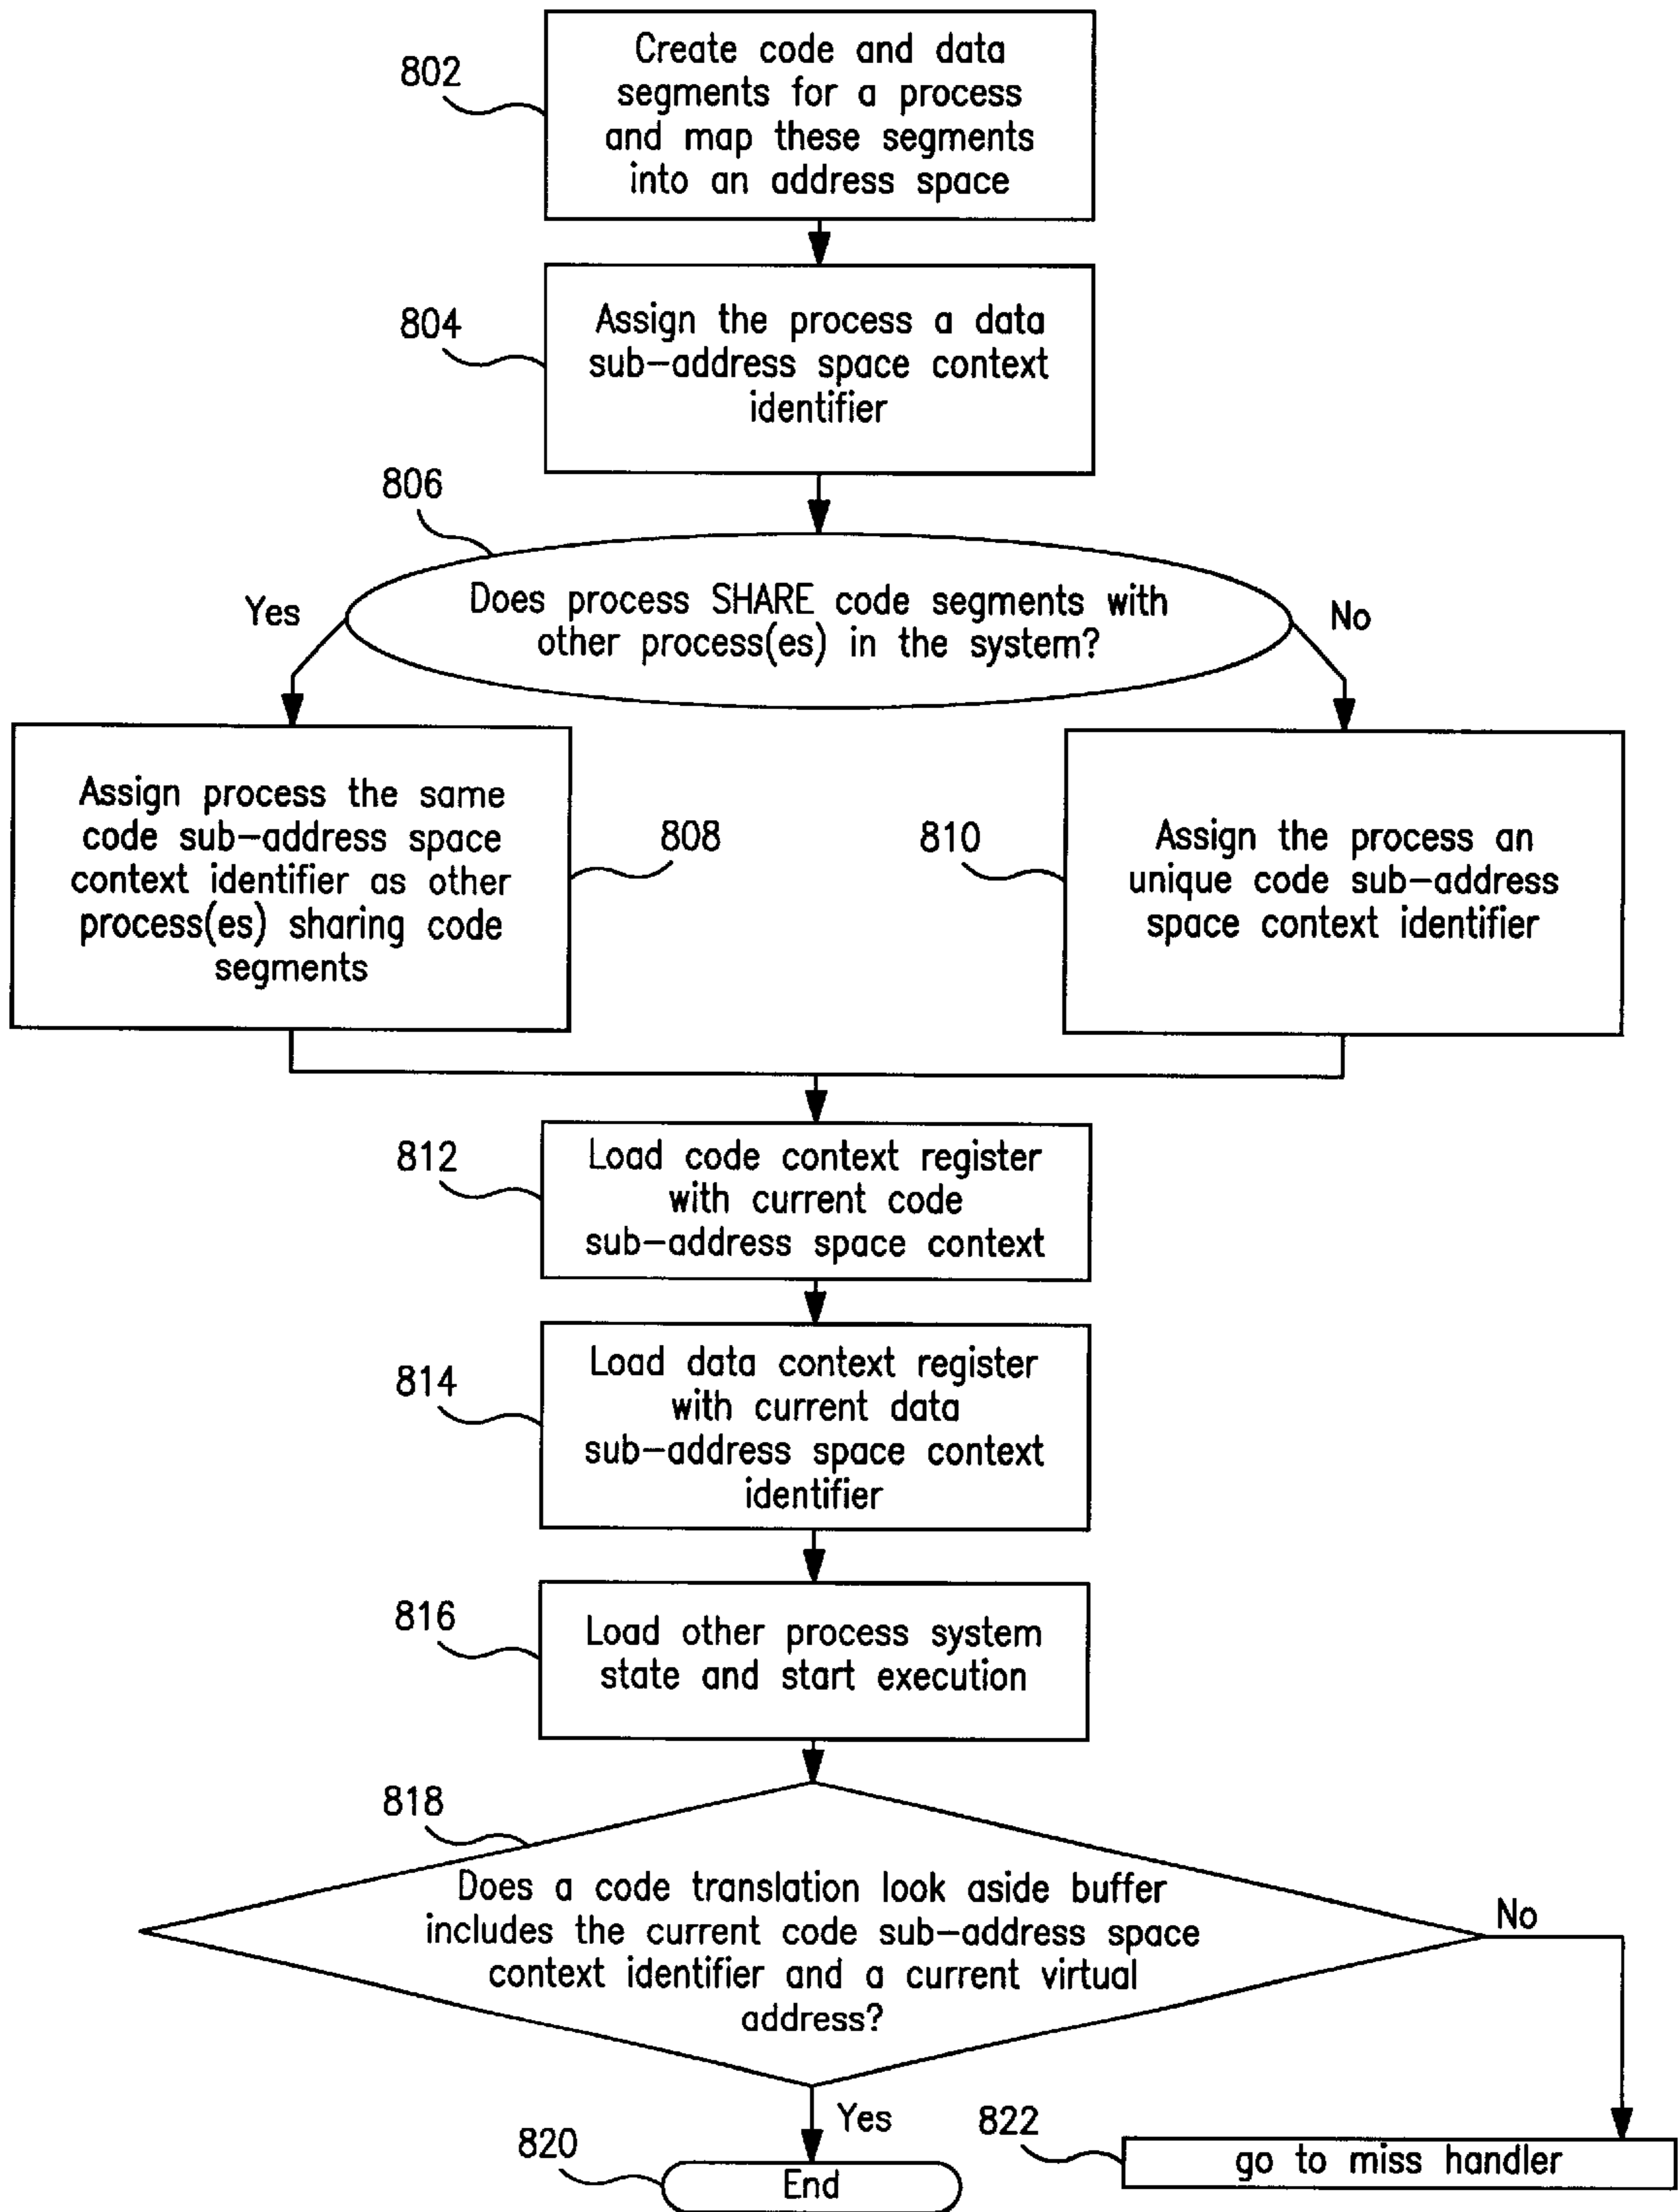 802
Create code and data
segments for a process
and map these segments
into an address space
804
Assign the process a data
sub-address space context
identifier
806
Does process SHARE code segments with
other process(es) in the system?
Yes
No
Assign process the same
code sub-address space
context identifier as other
process(es) sharing code
segments
808
810
Assign the process an
unique code sub-address
space context identifier
812
Load code context register
with current code
sub-address space context
814
Load data context register
with current data
sub-address space context
identifier
816
Load other process system
state and start execution
818
Does a code translation look aside buffer
includes the current code sub-address space
context identifier and a current virtual
address?
No
Yes
820
End
822
go to miss handler